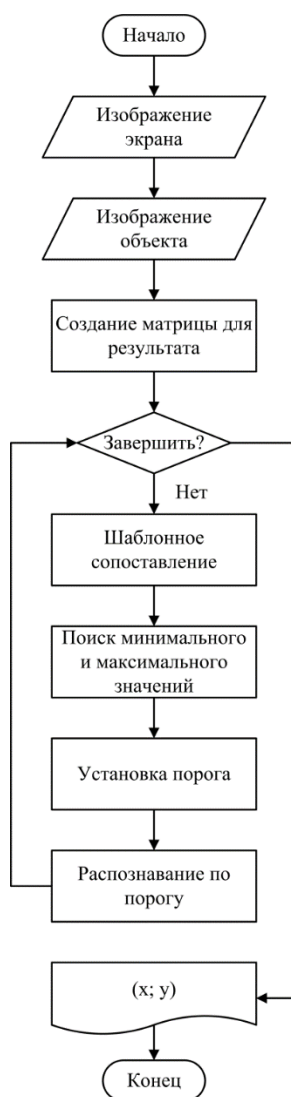 Начало
Изображение
экрана
Изображение
объекта
Создание матрицы для
результата
Завершить?
Нет
Шаблонное
сопоставление
Поиск минимального
и максимального
значений
Установка порога
Распознавание по
порогу
(x; y)
Конец